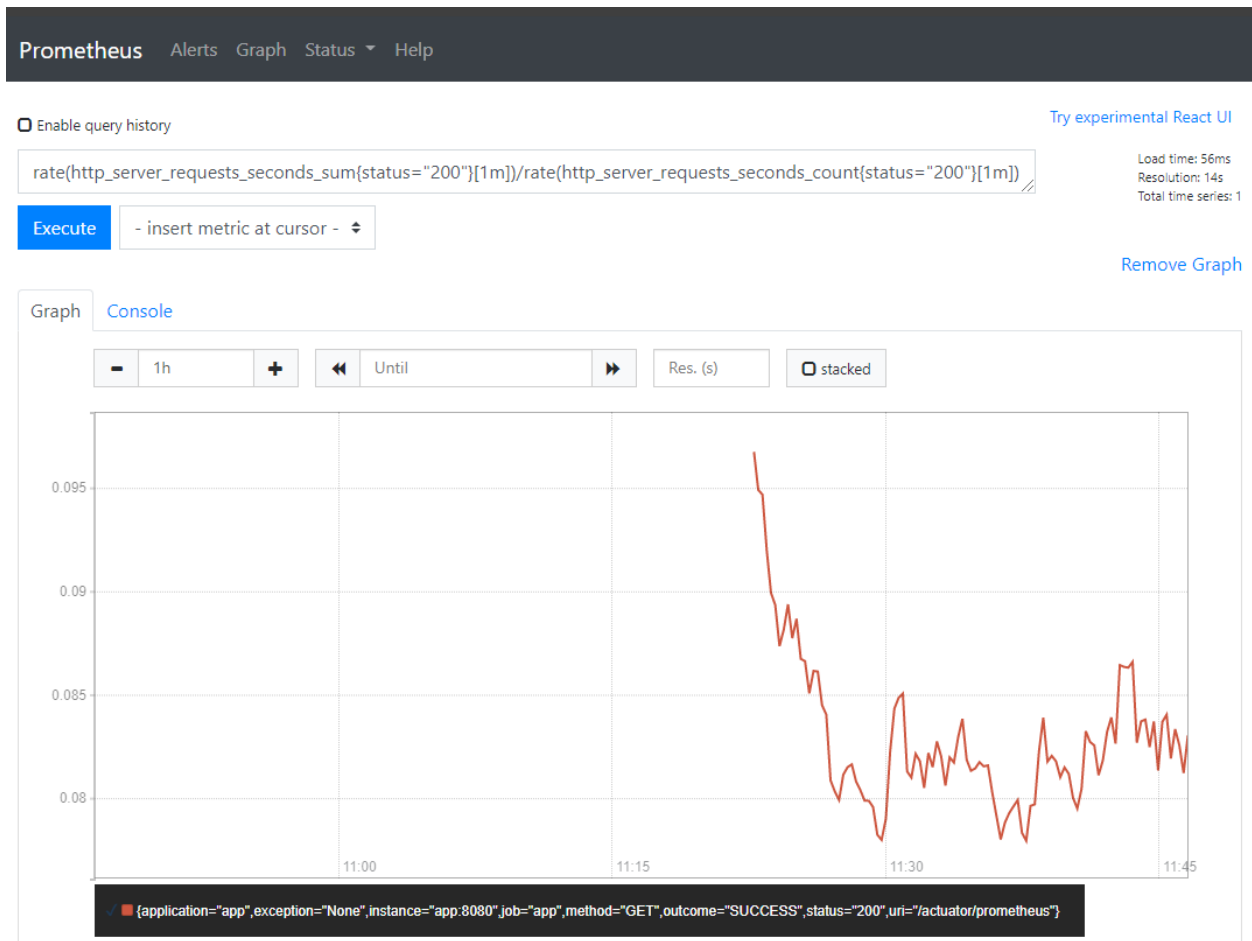 Prometheus Alerts Graph Status Help
Enable query history
Try experimental React UI
rate(http_server_requests_seconds_sum{status="200"}[1m])/rate(http_server_requests_seconds_count{status="200"}[1m])
Load time: 56ms
Resolution: 14s
Total time series: 1
Execute - insert metric at cursor -
Remove Graph
Graph Console
1h Until Res. (s) stacked
0.095
0.09
0.085
0.08
11:00 11:15 11:30 11:45
{application="app",exception="None",instance="app:8080",job="app",method="GET",outcome="SUCCESS",status="200",uri="/actuator/prometheus"}